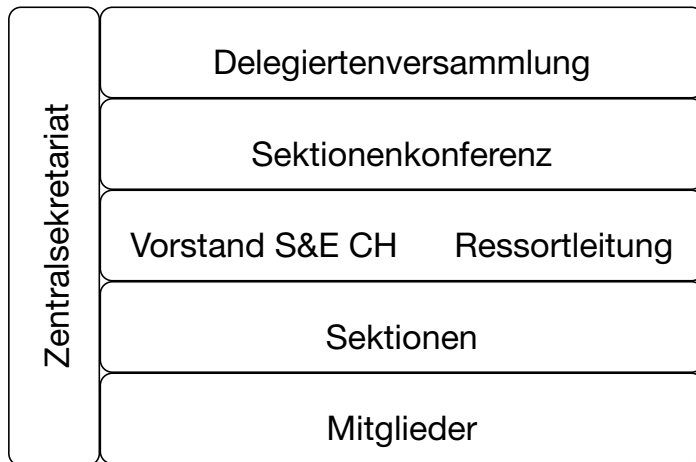 Zentralsekretariat
Delegiertenversammlung
Sektionenkonferenz
Vorstand S&E CH Ressortleitung
Sektionen
Mitglieder